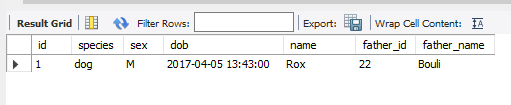 Result Grid Filter Rows: Export: Wrap Cell Content: IA
id species sex dob name father_id father_name
1 dog M 2017-04-05 13:43:00 Rox 22 Bouli